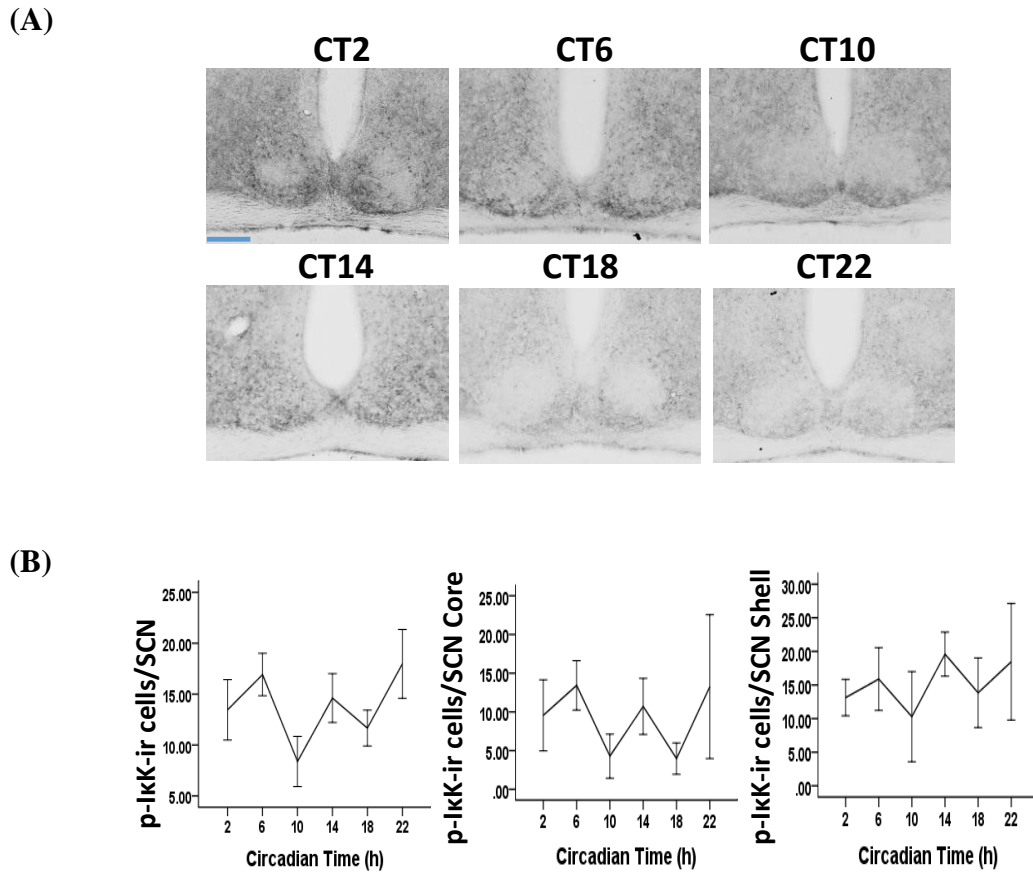 (A)
CT2
CT6
CT10
CT14
CT18
CT22
(B)
p-IκK-ir cells/SCN
25.00
20.00
15.00
10.00
5.00
2
6
10
14
18
22
Circadian Time (h)
p-IκK-ir cells/SCN Core
25.00
20.00
15.00
10.00
5.00
.00
2
6
10
14
18
22
Circadian Time (h)
p-IκK-ir cells/SCN Shell
30.00
25.00
20.00
15.00
10.00
5.00
.00
2
6
10
14
18
22
Circadian Time (h)